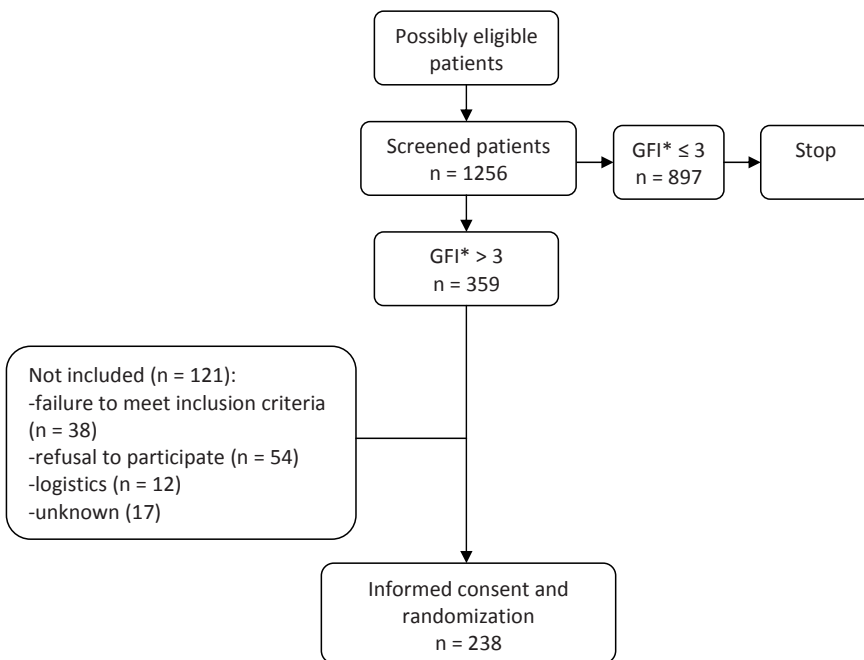 Possibly eligible
patients
Screened patients
n = 1256
GFI* ≤ 3
n = 897
Stop
GFI* > 3
n = 359
Not included (n = 121):
-failure to meet inclusion criteria
(n = 38)
-refusal to participate (n = 54)
-logistics (n = 12)
-unknown (17)
Informed consent and
randomization
n = 238